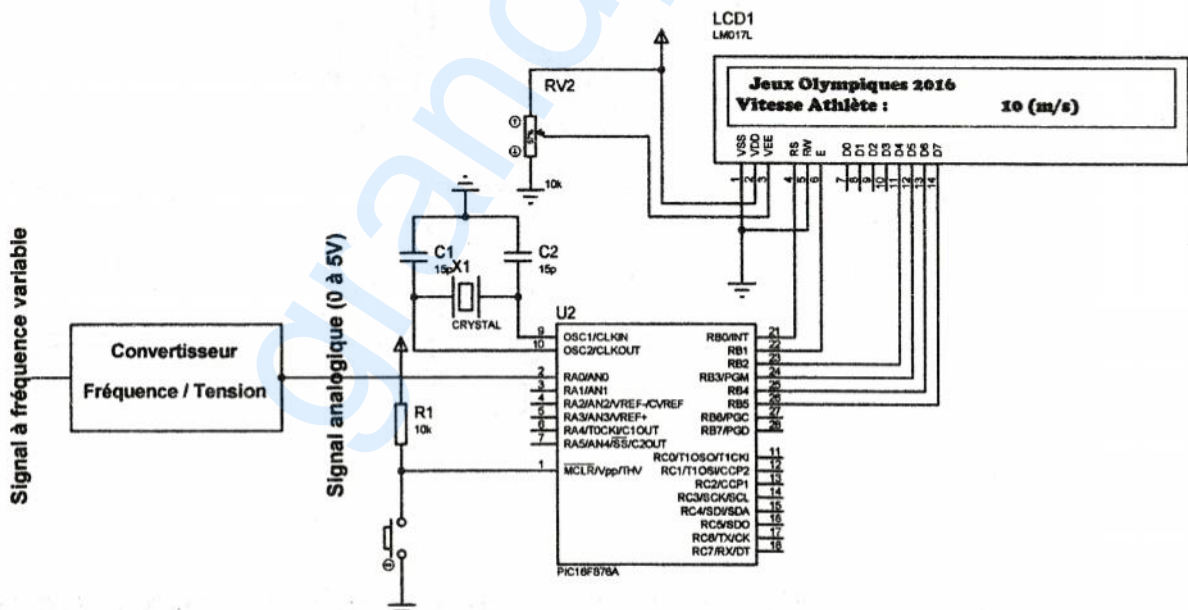 LCD1
LM017L
Jeux Olympiques 2016
Vitesse Athlète : 10 (m/s)
VSS
VDD
VEE
RS
RW
E
D0
D1
D2
D3
D4
D5
D6
D7
1
2
3
4
5
6
7
8
9
10
11
12
13
14
RV2
10k
C1
15p
X1
CRYSTAL
C2
15p
Signal à fréquence variable
Convertisseur
Fréquence / Tension
Signal analogique (0 à 5V)
R1
10k
U2
9 OSC1/CLKIN
10 OSC2/CLKOUT
2 RA0/AN0
3 RA1/AN1
4 RA2/AN2/VREF-/CVREF
5 RA3/AN3/VREF+
6 RA4/T0CKI/C1OUT
7 RA5/AN4/SS/C2OUT
1 MCLR/Vpp/THV
RB0/INT 21
RB1 22
RB2 23
RB3/PGM 24
RB4 25
RB5 26
RB6/PGC 27
RB7/PGD 28
RC0/T1OSO/T1CKI 11
RC1/T1OSI/CCP2 12
RC2/CCP1 13
RC3/SCK/SCL 14
RC4/SDI/SDA 15
RC5/SDO 16
RC6/TX/CK 17
RC7/RX/DT 18
PIC16F876A